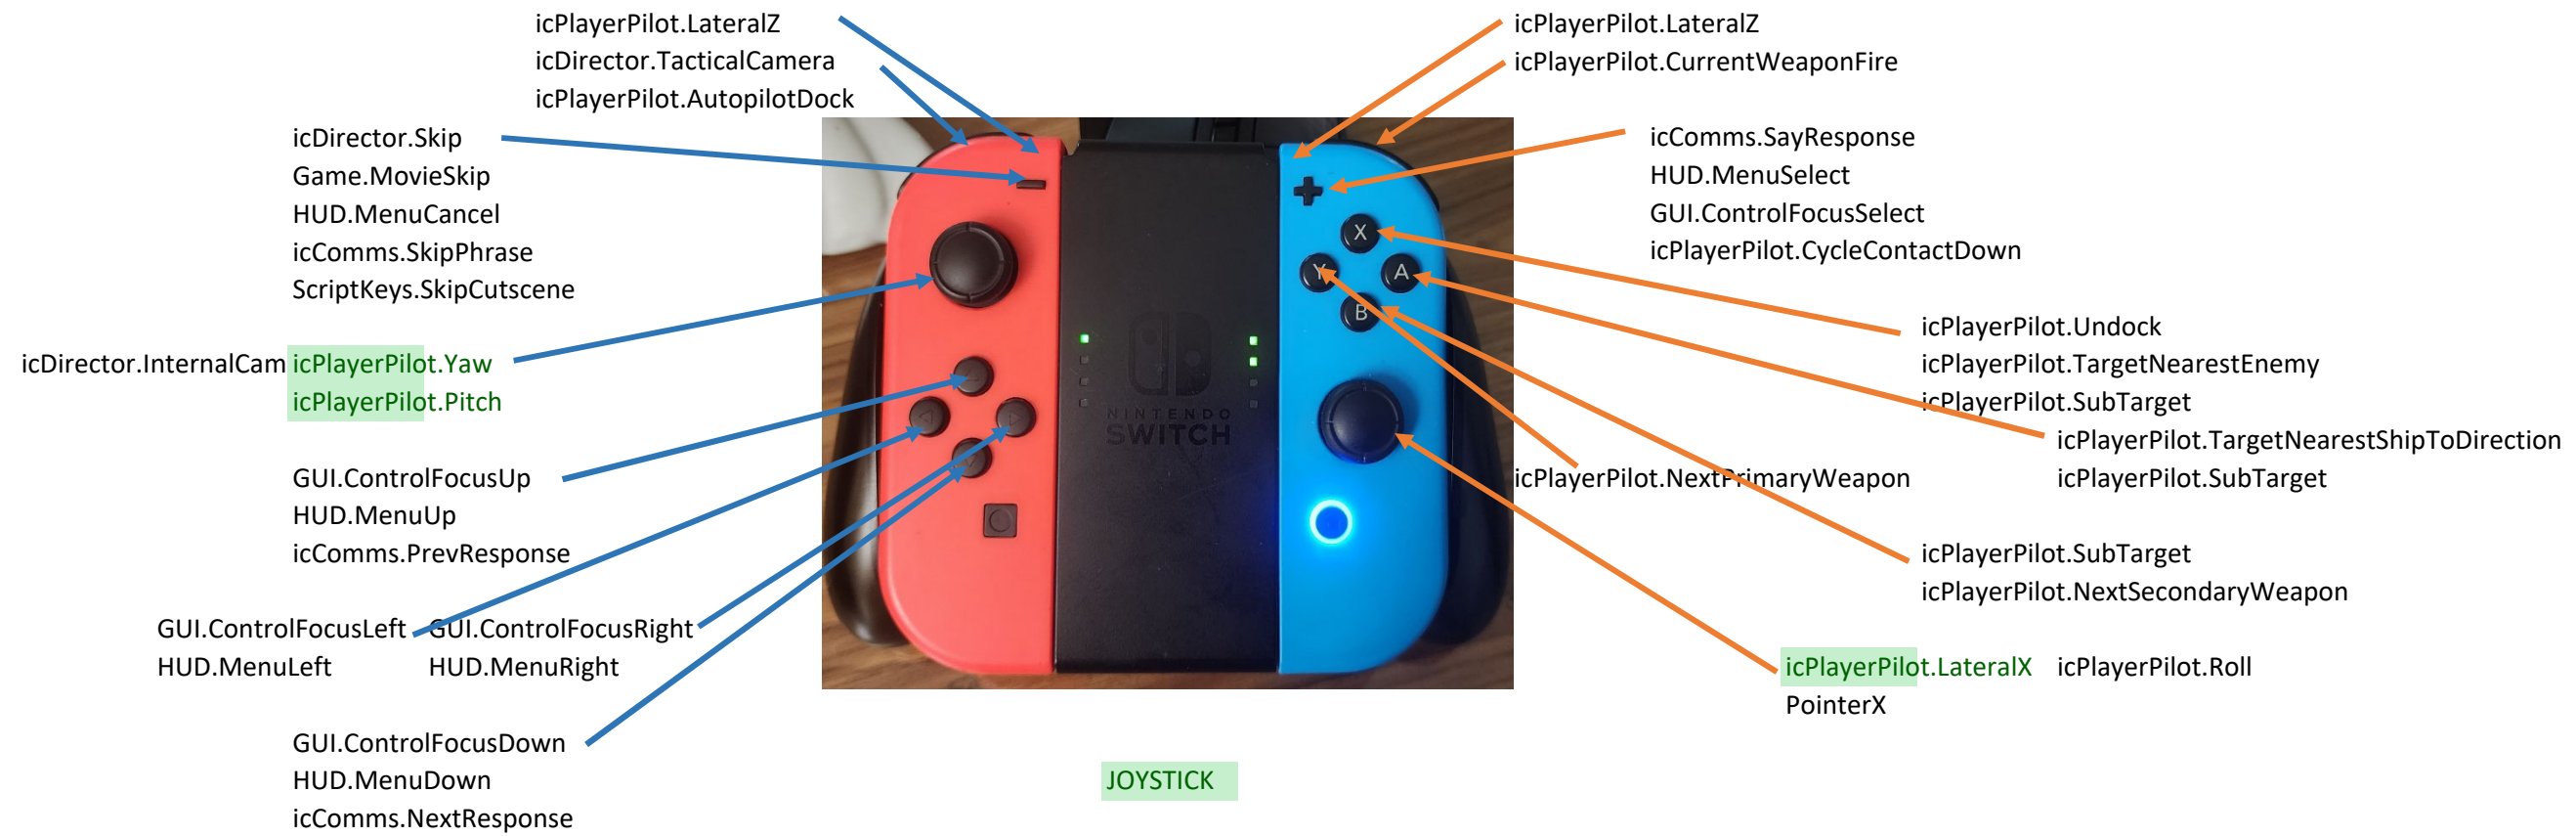 icPlayerPilot.LateralZ
icDirector.TacticalCamera
icPlayerPilot.AutopilotDock
icPlayerPilot.LateralZ
icPlayerPilot.CurrentWeaponFire
icDirector.Skip
Game.MovieSkip
HUD.MenuCancel
icComms.SkipPhrase
ScriptKeys.SkipCutscene
icComms.SayResponse
HUD.MenuSelect
GUI.ControlFocusSelect
icPlayerPilot.CycleContactDown
X
Y
A
B
icDirector.InternalCam
icPlayerPilot.Yaw
icPlayerPilot.Pitch
NINTENDO
SWITCH
icPlayerPilot.Undock
icPlayerPilot.TargetNearestEnemy
icPlayerPilot.SubTarget
icPlayerPilot.TargetNearestShipToDirection
icPlayerPilot.SubTarget
icPlayerPilot.NextPrimaryWeapon
GUI.ControlFocusUp
HUD.MenuUp
icComms.PrevResponse
icPlayerPilot.SubTarget
icPlayerPilot.NextSecondaryWeapon
GUI.ControlFocusLeft
HUD.MenuLeft
GUI.ControlFocusRight
HUD.MenuRight
icPlayerPilot.LateralX
icPlayerPilot.Roll
PointerX
GUI.ControlFocusDown
HUD.MenuDown
icComms.NextResponse
JOYSTICK